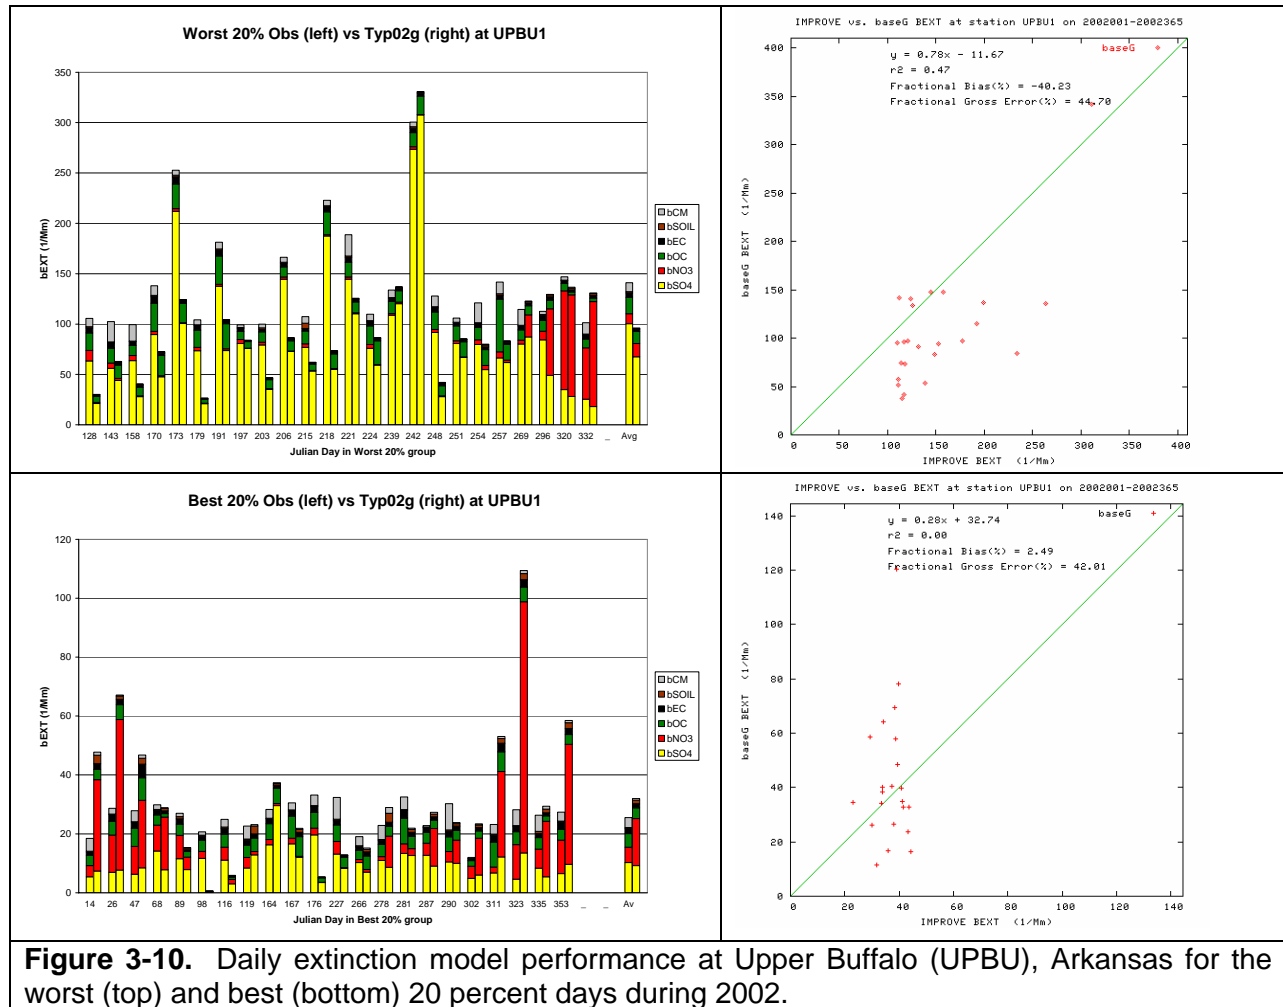 Worst 20% Obs (left) vs Typ02g (right) at UPBU1
350
300
250
200
150
100
50
0
bEXT (1/Mm)
bCM
bSOIL
bEC
bOC
bNO3
bSO4
128 143 158 170 173 179 191 197 203 206 215 218 221 224 239 242 248 251 254 257 269 296 320 332 _ Avg
Julian Day in Worst 20% group
IMPROVE vs. baseG BEXT at station UPBU1 on 2002001-2002365
baseG
y = 0.78x - 11.67
r2 = 0.47
Fractional Bias(%) = -40.23
Fractional Gross Error(%) = 44.70
400
350
300
250
200
150
100
50
0
baseG BEXT (1/Mm)
0 50 100 150 200 250 300 350 400
IMPROVE BEXT (1/Mm)
Best 20% Obs (left) vs Typ02g (right) at UPBU1
120
100
80
60
40
20
0
bEXT (1/Mm)
bCM
bSOIL
bEC
bOC
bNO3
bSO4
14 26 47 68 89 98 116 119 164 167 176 227 266 278 281 287 290 302 311 323 335 353 _ _ Av
Julian Day in Best 20% group
IMPROVE vs. baseG BEXT at station UPBU1 on 2002001-2002365
baseG
y = 0.28x + 32.74
r2 = 0.00
Fractional Bias(%) = 2.49
Fractional Gross Error(%) = 42.01
140
120
100
80
60
40
20
0
baseG BEXT (1/Mm)
0 20 40 60 80 100 120 140
IMPROVE BEXT (1/Mm)
Figure 3-10. Daily extinction model performance at Upper Buffalo (UPBU), Arkansas for the
worst (top) and best (bottom) 20 percent days during 2002.